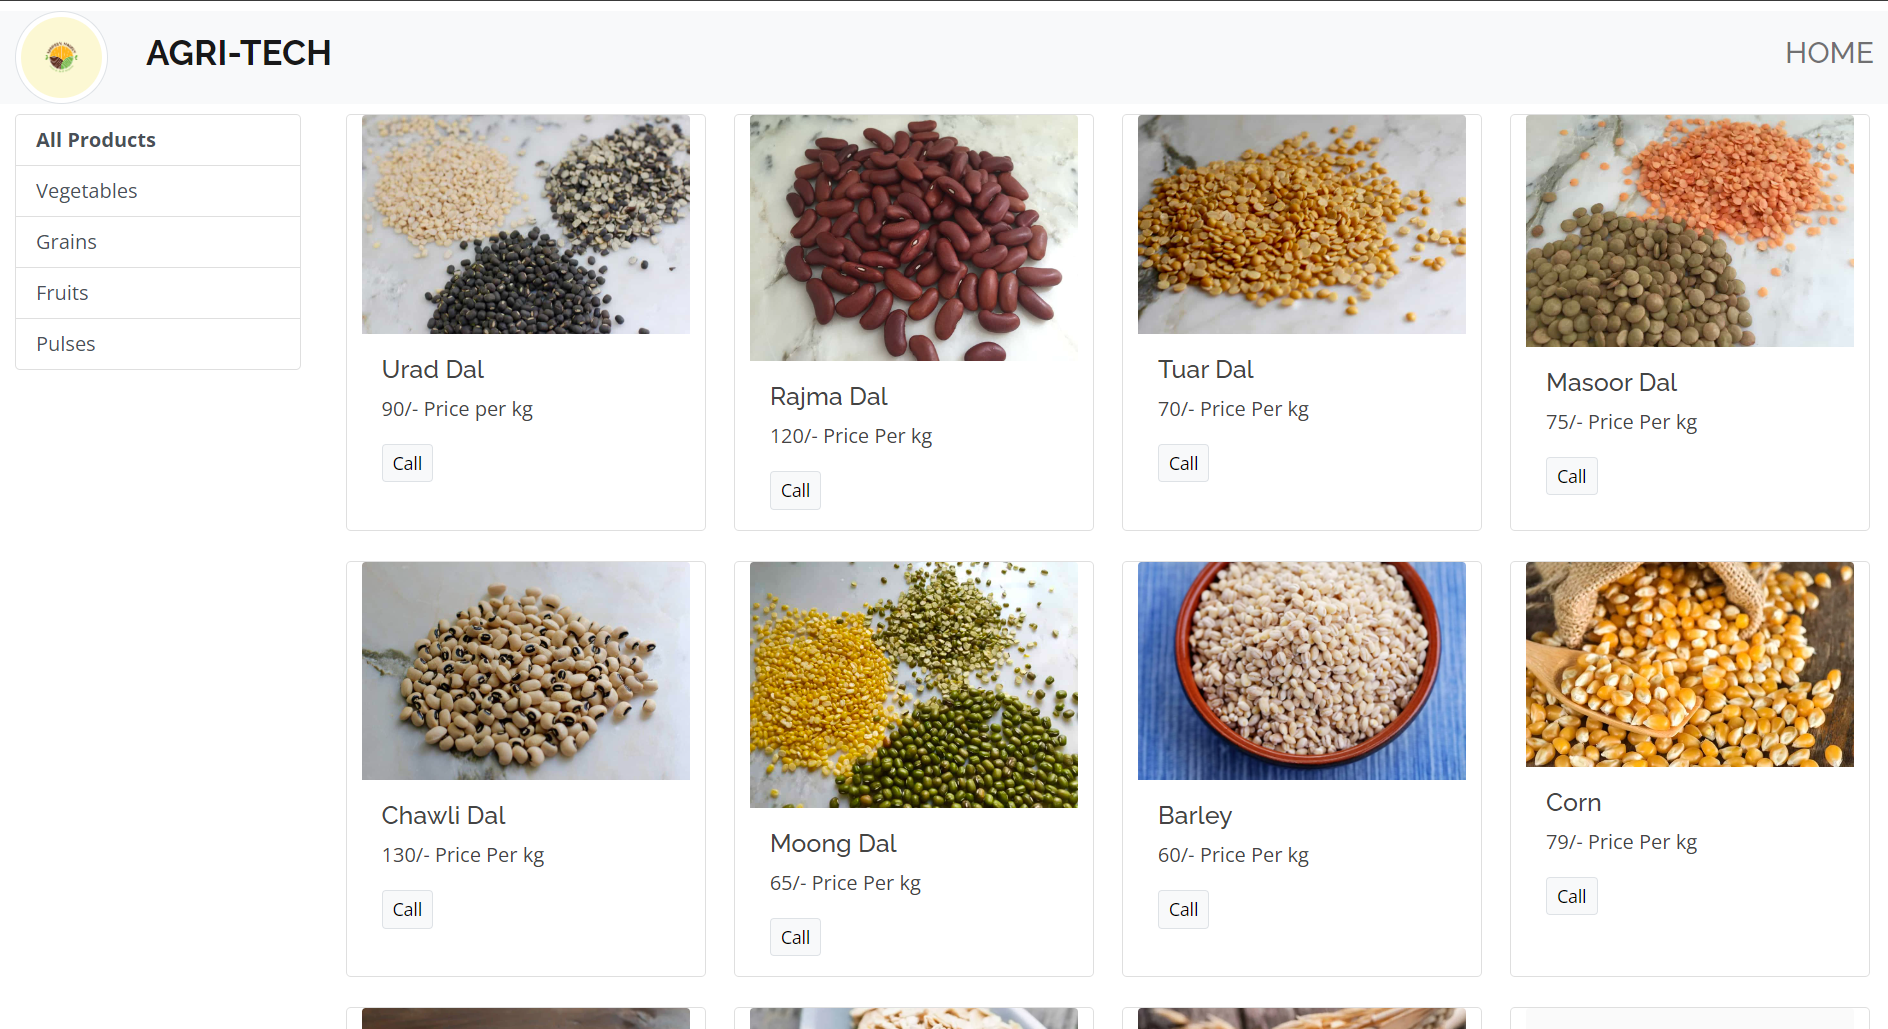 AGRI-TECH
HOME
All Products
Vegetables
Grains
Fruits
Pulses
Urad Dal
90/- Price per kg
Call
Rajma Dal
120/- Price Per kg
Call
Tuar Dal
70/- Price Per kg
Call
Masoor Dal
75/- Price Per kg
Call
Chawli Dal
130/- Price Per kg
Call
Moong Dal
65/- Price Per kg
Call
Barley
60/- Price Per kg
Call
Corn
79/- Price Per kg
Call